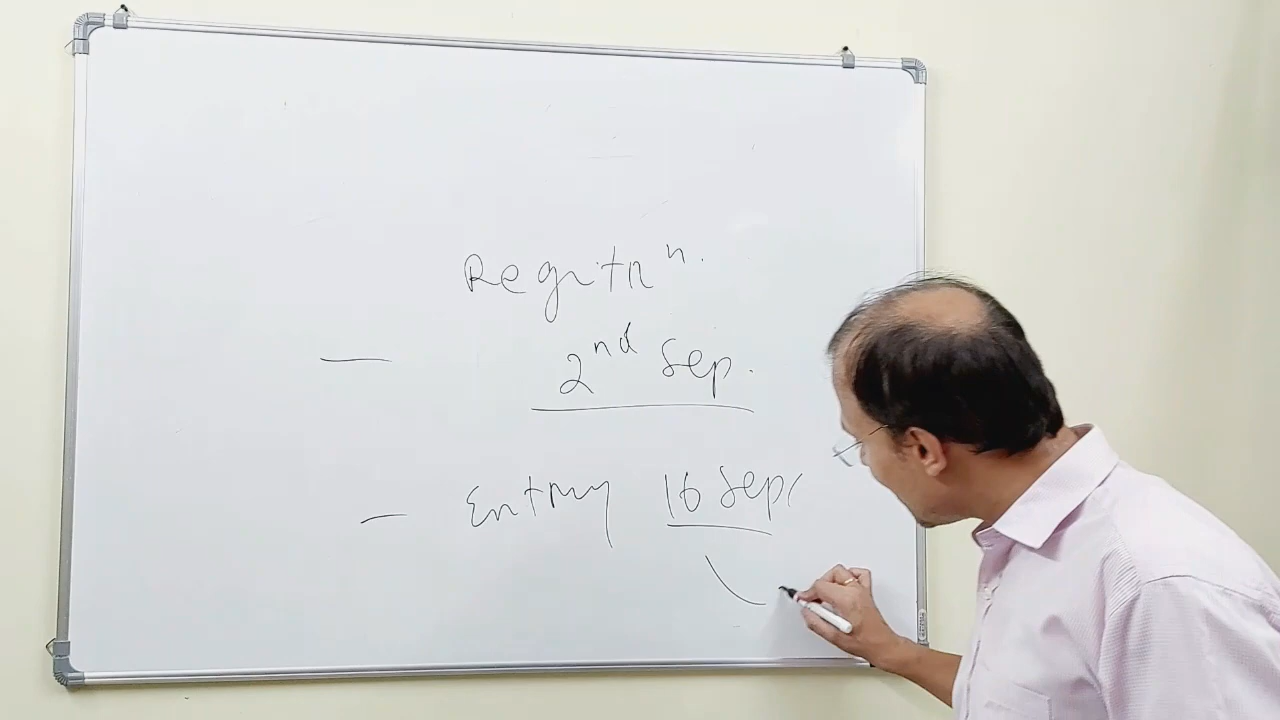 Regitrⁿ.
2nd Sep.
Entry 16 Sep